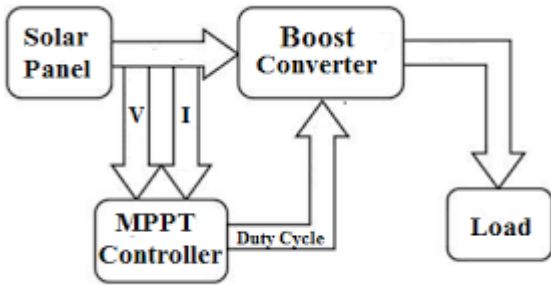 Solar
Panel
Boost
Converter
V
I
MPPT
Controller
Duty Cycle
Load